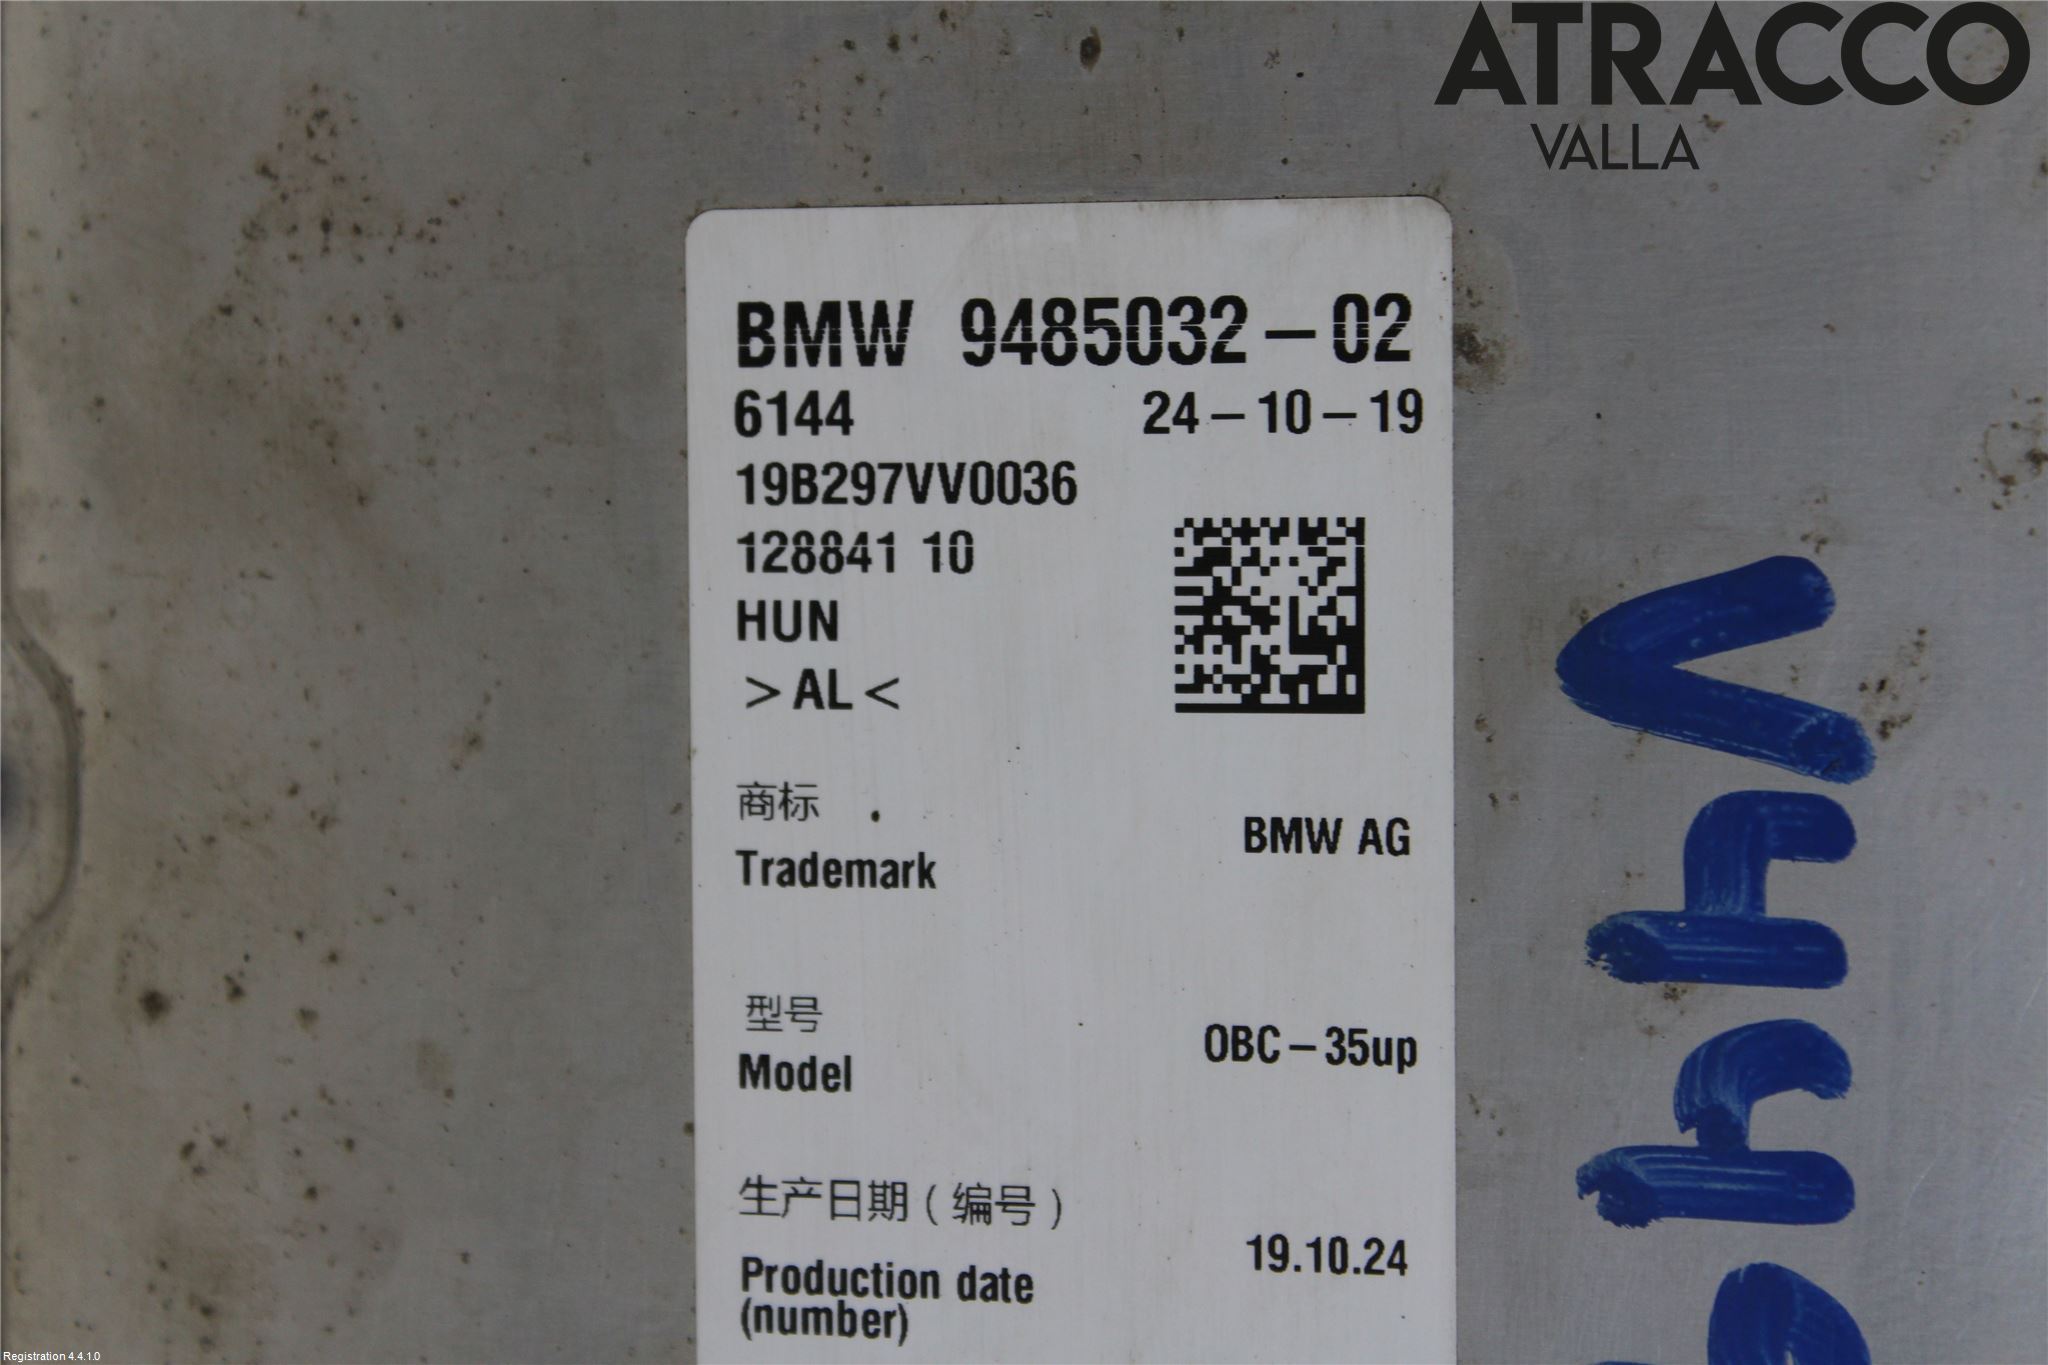 ATRACCO
VALLA
BMW 9485032-02
6144 24-10-19
19B297VV0036
128841 10
HUN
>AL<
商标
Trademark BMW AG
型号
Model OBC-35up
生产日期(编号)
Production date
(number) 19.10.24
Registration 4.4.1.0